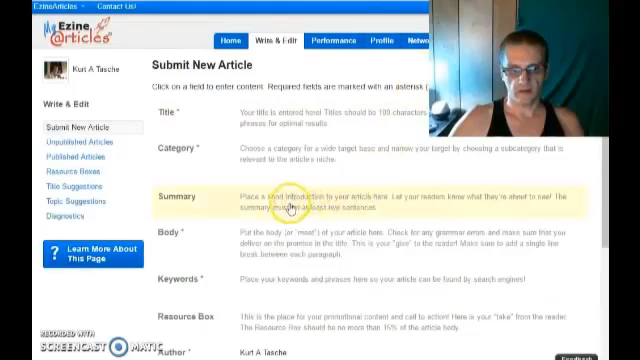 EzineArticles Contact Us!
My Ezine @rticles
Home Write & Edit Performance Profile
Kurt A Tasche
Submit New Article
Click on a field to enter content. Required fields are marked with an asterisk (
Write & Edit
Submit New Article
Unpublished Articles
Published Articles
Resource Boxes
Title Suggestions
Topic Suggestions
Diagnostics
Learn More About
This Page
Title * Your title is entered here! Titles should be 100 characters
phrases for optimal results.
Category * Choose a category for a wide target base and narrow your target by choosing a subcategory that is
relevant to the article's niche.
Summary Place a short introduction to your article here. Let your readers know what they're about to see! The
summary must at least two sentences.
Body * Put the body (or "meat") of your article here. Check for any grammar errors and make sure that you
deliver on the promise in the title. This is your "give" to the reader! Make sure to add a single line
break between each paragraph.
Keywords * Place your keywords and phrases here so your article can be found by search engines!
Resource Box This is the place for your promotional content and call to action! Here is your "take" from the reader.
The Resource Box should be no more than 15% of the article body.
Author * Kurt A Tasche
Feedback
RECORDED WITH
SCREENCAST MATIC